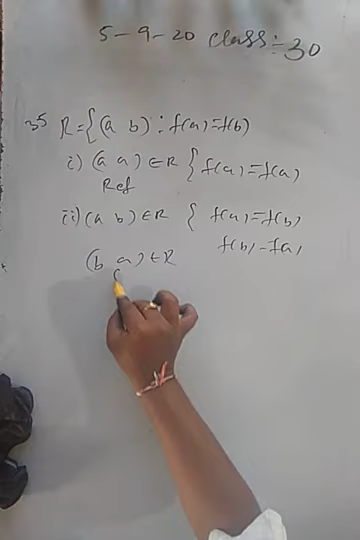 5-9-20 class÷30
35 R={(a b) : f(a)=f(b)
i) (a a) ∈ R { f(a)=f(a)
Ref
ii) (a b) ∈ R { f(a)=f(b)
f(b)=f(a)
(b a) ∈ R